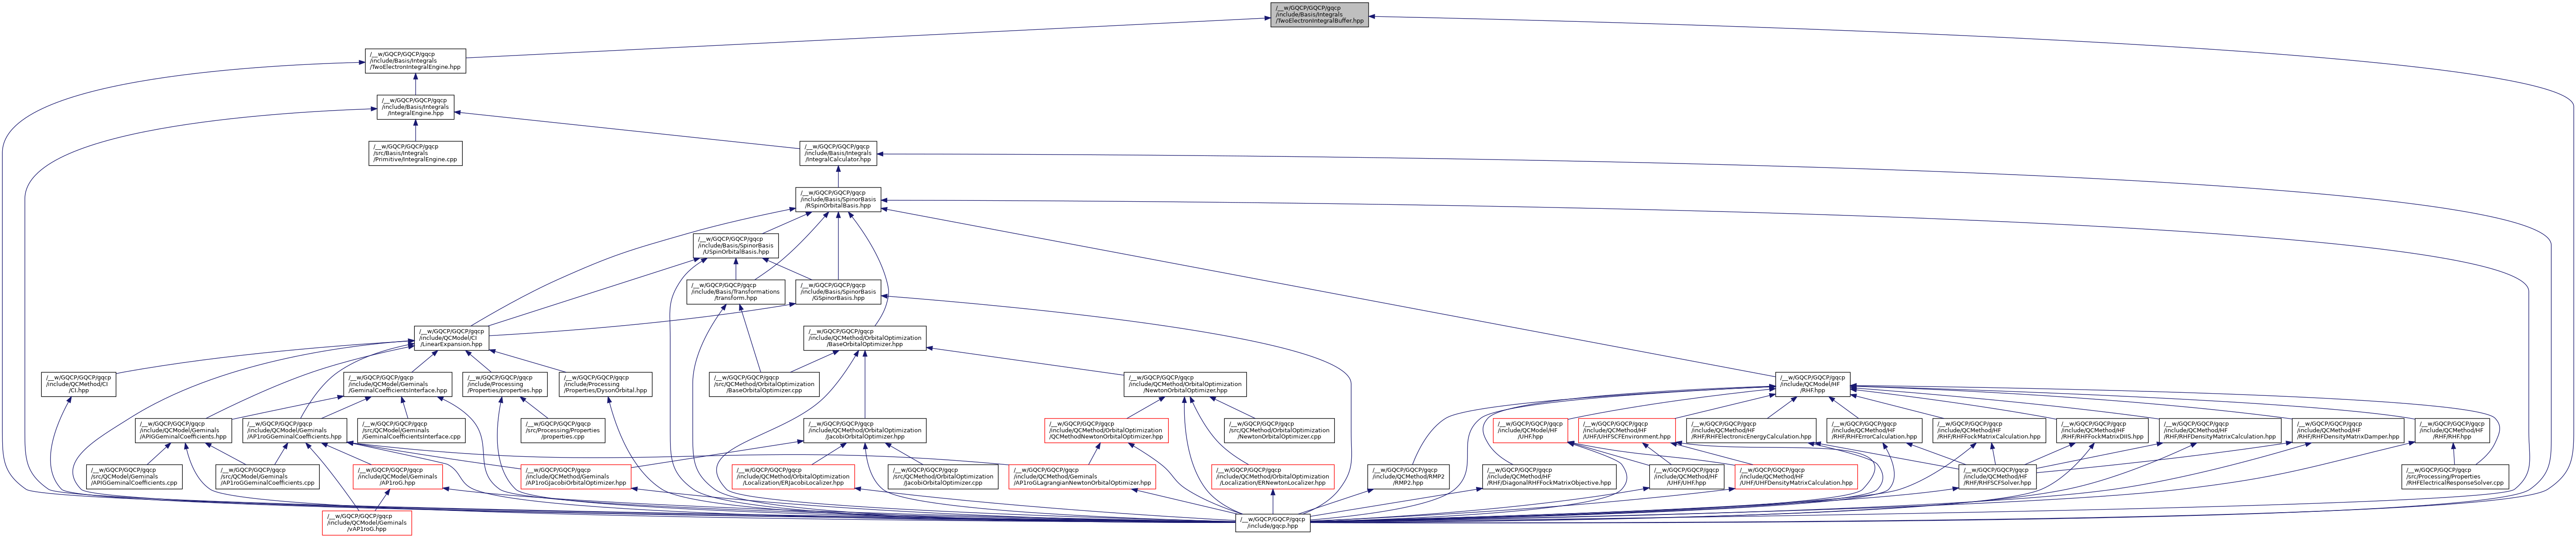 /__w/GQCP/GQCP/gqcp
/include/Basis/Integrals
/TwoElectronIntegralBuffer.hpp
/__w/GQCP/GQCP/gqcp
/include/Basis/Integrals
/TwoElectronIntegralEngine.hpp
/__w/GQCP/GQCP/gqcp
/include/Basis/Integrals
/IntegralEngine.hpp
/__w/GQCP/GQCP/gqcp
/src/Basis/Integrals
/Primitive/IntegralEngine.cpp
/__w/GQCP/GQCP/gqcp
/include/Basis/Integrals
/IntegralCalculator.hpp
/__w/GQCP/GQCP/gqcp
/include/Basis/SpinorBasis
/RSpinOrbitalBasis.hpp
/__w/GQCP/GQCP/gqcp
/include/Basis/SpinorBasis
/USpinOrbitalBasis.hpp
/__w/GQCP/GQCP/gqcp
/include/Basis/Transformations
/transform.hpp
/__w/GQCP/GQCP/gqcp
/include/Basis/SpinorBasis
/GSpinorBasis.hpp
/__w/GQCP/GQCP/gqcp
/include/QCModel/CI
/LinearExpansion.hpp
/__w/GQCP/GQCP/gqcp
/include/QCMethod/OrbitalOptimization
/BaseOrbitalOptimizer.hpp
/__w/GQCP/GQCP/gqcp
/include/QCMethod/CI
/CI.hpp
/__w/GQCP/GQCP/gqcp
/include/QCModel/Geminals
/GeminalCoefficientsInterface.hpp
/__w/GQCP/GQCP/gqcp
/include/Processing
/Properties/properties.hpp
/__w/GQCP/GQCP/gqcp
/include/Processing
/Properties/DysonOrbital.hpp
/__w/GQCP/GQCP/gqcp
/src/QCMethod/OrbitalOptimization
/BaseOrbitalOptimizer.cpp
/__w/GQCP/GQCP/gqcp
/include/QCMethod/OrbitalOptimization
/NewtonOrbitalOptimizer.hpp
/__w/GQCP/GQCP/gqcp
/include/QCModel/HF
/RHF.hpp
/__w/GQCP/GQCP/gqcp
/include/QCModel/Geminals
/APIGGeminalCoefficients.hpp
/__w/GQCP/GQCP/gqcp
/include/QCModel/Geminals
/AP1roGGeminalCoefficients.hpp
/__w/GQCP/GQCP/gqcp
/src/QCModel/Geminals
/GeminalCoefficientsInterface.cpp
/__w/GQCP/GQCP/gqcp
/src/Processing/Properties
/properties.cpp
/__w/GQCP/GQCP/gqcp
/include/QCMethod/OrbitalOptimization
/JacobiOrbitalOptimizer.hpp
/__w/GQCP/GQCP/gqcp
/include/QCMethod/OrbitalOptimization
/QCMethodNewtonOrbitalOptimizer.hpp
/__w/GQCP/GQCP/gqcp
/src/QCMethod/OrbitalOptimization
/NewtonOrbitalOptimizer.cpp
/__w/GQCP/GQCP/gqcp
/include/QCModel/HF
/UHF.hpp
/__w/GQCP/GQCP/gqcp
/include/QCMethod/HF
/UHF/UHFSCFEnvironment.hpp
/__w/GQCP/GQCP/gqcp
/include/QCMethod/HF
/RHF/RHFElectronicEnergyCalculation.hpp
/__w/GQCP/GQCP/gqcp
/include/QCMethod/HF
/RHF/RHFErrorCalculation.hpp
/__w/GQCP/GQCP/gqcp
/include/QCMethod/HF
/RHF/RHFFockMatrixCalculation.hpp
/__w/GQCP/GQCP/gqcp
/include/QCMethod/HF
/RHF/RHFFockMatrixDIIS.hpp
/__w/GQCP/GQCP/gqcp
/include/QCMethod/HF
/RHF/RHFDensityMatrixCalculation.hpp
/__w/GQCP/GQCP/gqcp
/include/QCMethod/HF
/RHF/RHFDensityMatrixDamper.hpp
/__w/GQCP/GQCP/gqcp
/include/QCMethod/HF
/RHF/RHF.hpp
/__w/GQCP/GQCP/gqcp
/src/QCModel/Geminals
/APIGGeminalCoefficients.cpp
/__w/GQCP/GQCP/gqcp
/src/QCModel/Geminals
/AP1roGGeminalCoefficients.cpp
/__w/GQCP/GQCP/gqcp
/include/QCModel/Geminals
/AP1roG.hpp
/__w/GQCP/GQCP/gqcp
/include/QCMethod/Geminals
/AP1roGJacobiOrbitalOptimizer.hpp
/__w/GQCP/GQCP/gqcp
/include/QCMethod/OrbitalOptimization
/Localization/ERJacobiLocalizer.hpp
/__w/GQCP/GQCP/gqcp
/src/QCMethod/OrbitalOptimization
/JacobiOrbitalOptimizer.cpp
/__w/GQCP/GQCP/gqcp
/include/QCMethod/Geminals
/AP1roGLagrangianNewtonOrbitalOptimizer.hpp
/__w/GQCP/GQCP/gqcp
/include/QCMethod/OrbitalOptimization
/Localization/ERNewtonLocalizer.hpp
/__w/GQCP/GQCP/gqcp
/include/QCMethod/RMP2
/RMP2.hpp
/__w/GQCP/GQCP/gqcp
/include/QCMethod/HF
/RHF/DiagonalRHFFockMatrixObjective.hpp
/__w/GQCP/GQCP/gqcp
/include/QCMethod/HF
/UHF/UHF.hpp
/__w/GQCP/GQCP/gqcp
/include/QCMethod/HF
/UHF/UHFDensityMatrixCalculation.hpp
/__w/GQCP/GQCP/gqcp
/include/QCMethod/HF
/RHF/RHFSCFSolver.hpp
/__w/GQCP/GQCP/gqcp
/src/Processing/Properties
/RHFElectronicResponseSolver.cpp
/__w/GQCP/GQCP/gqcp
/include/QCModel/Geminals
/vAP1roG.hpp
/__w/GQCP/GQCP/gqcp
/include/gqcp.hpp